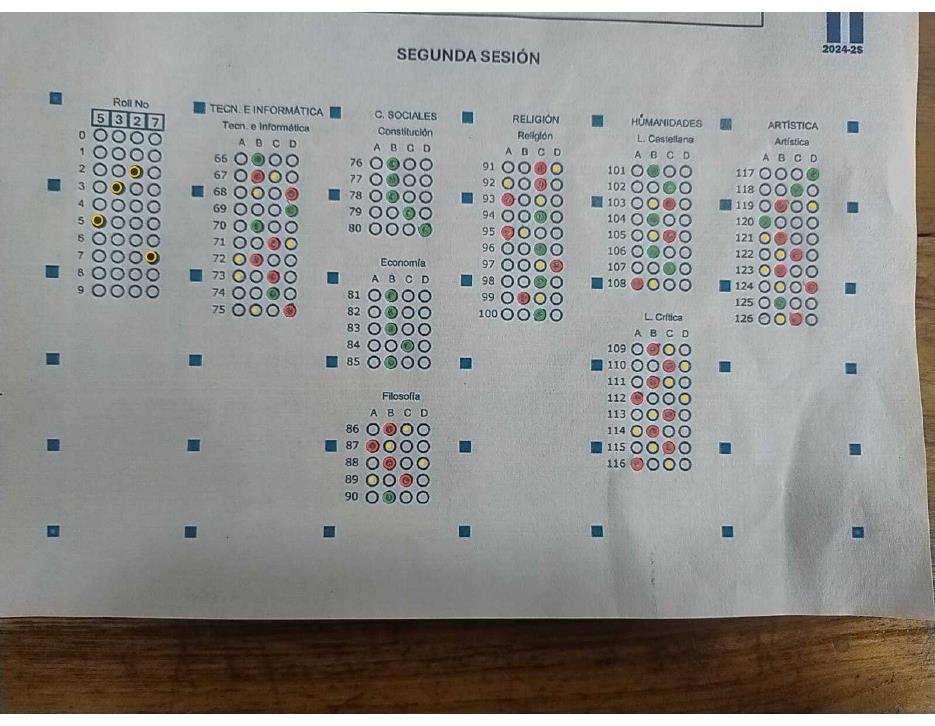 2024-2S
SEGUNDA SESIÓN
Roll No
5 3 2 7
0
1
2
3
4
5
6
7
8
9
TECN. E INFORMÁTICA
Tecn. e Informática
A B C D
66
67
68
69
70
71
72
73
74
75
C. SOCIALES
Constitución
A B C D
76
77
78
79
80
Economía
A B C D
81
82
83
84
85
Filosofía
A B C D
86
87
88
89
90
RELIGIÓN
Religión
A B C D
91
92
93
94
95
96
97
98
99
100
HUMANIDADES
L. Castellana
A B C D
101
102
103
104
105
106
107
108
L. Crítica
A B C D
109
110
111
112
113
114
115
116
ARTÍSTICA
Artística
A B C D
117
118
119
120
121
122
123
124
125
126